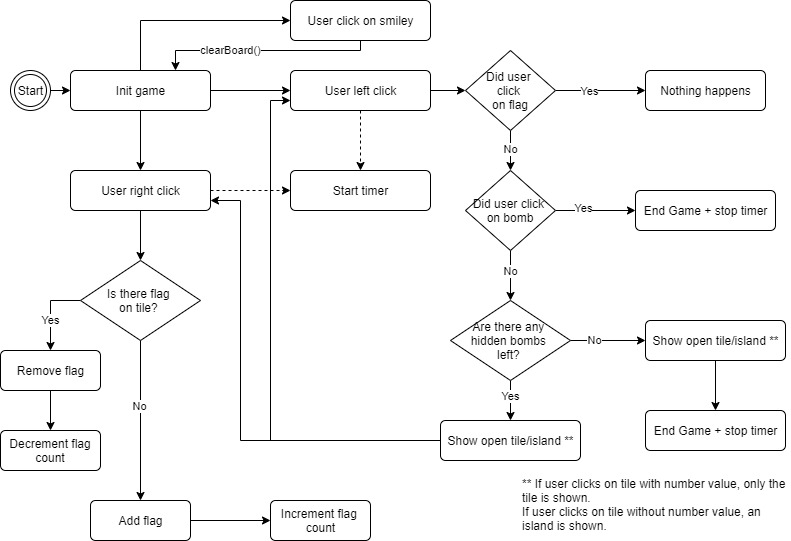 User click on smiley
clearBoard()
Start
Init game
User left click
Did user
click
on flag
Yes
Nothing happens
No
User right click
Start timer
Did user click
on bomb
Yes
End Game + stop timer
No
Is there flag
on tile?
Yes
Are there any
hidden bombs
left?
No
Show open tile/island **
Remove flag
Yes
No
Decrement flag
count
Show open tile/island **
End Game + stop timer
** If user clicks on tile with number value, only the
tile is shown.
If user clicks on tile without number value, an
island is shown.
Add flag
Increment flag
count